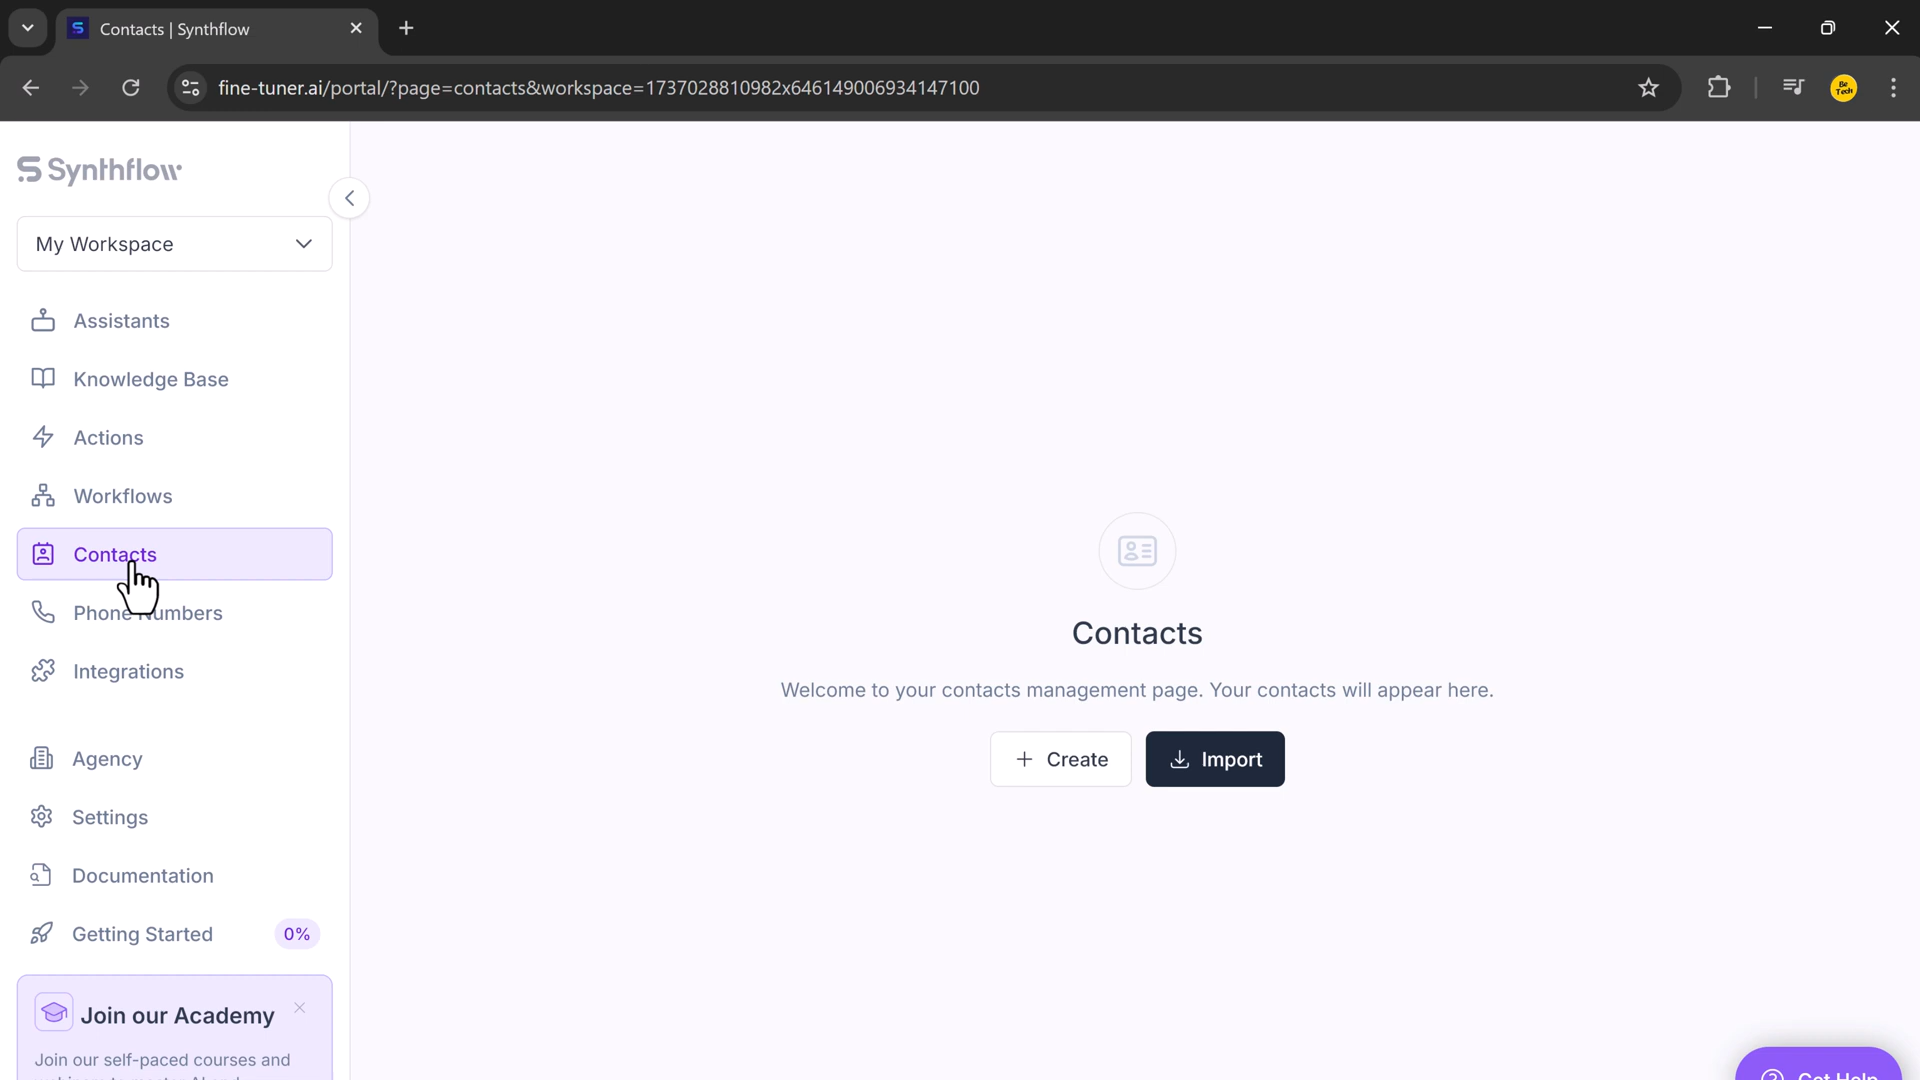 Contacts | Synthflow
fine-tuner.ai/portal/?page=contacts&workspace=1737028810982x646149006934147100
Be
Tech
Synthflow
My Workspace
Assistants
Knowledge Base
Actions
Workflows
Contacts
Phone Numbers
Integrations
Agency
Settings
Documentation
Getting Started 0%
Join our Academy
Join our self-paced courses and
Contacts
Welcome to your contacts management page. Your contacts will appear here.
+ Create
Import
Get Help